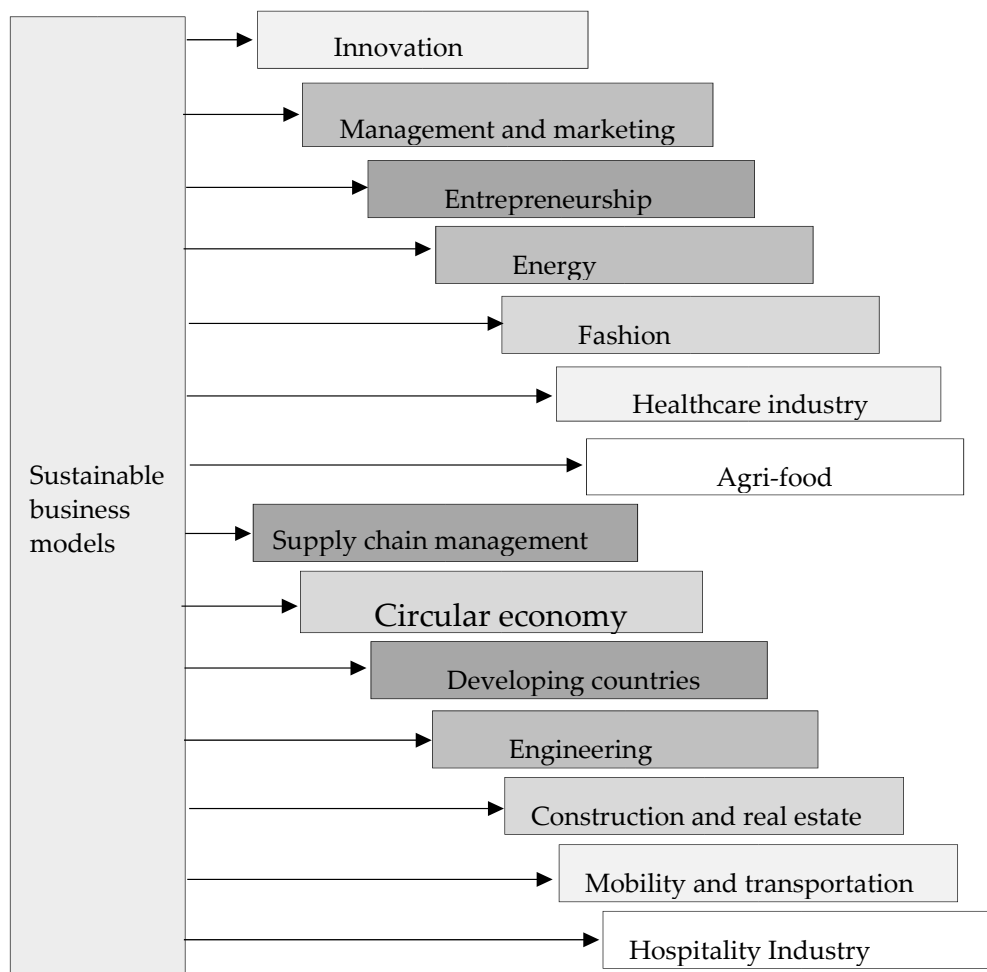 Innovation
Management and marketing
Entrepreneurship
Energy
Fashion
Healthcare industry
Agri-food
Sustainable
business
models
Supply chain management
Circular economy
Developing countries
Engineering
Construction and real estate
Mobility and transportation
Hospitality Industry